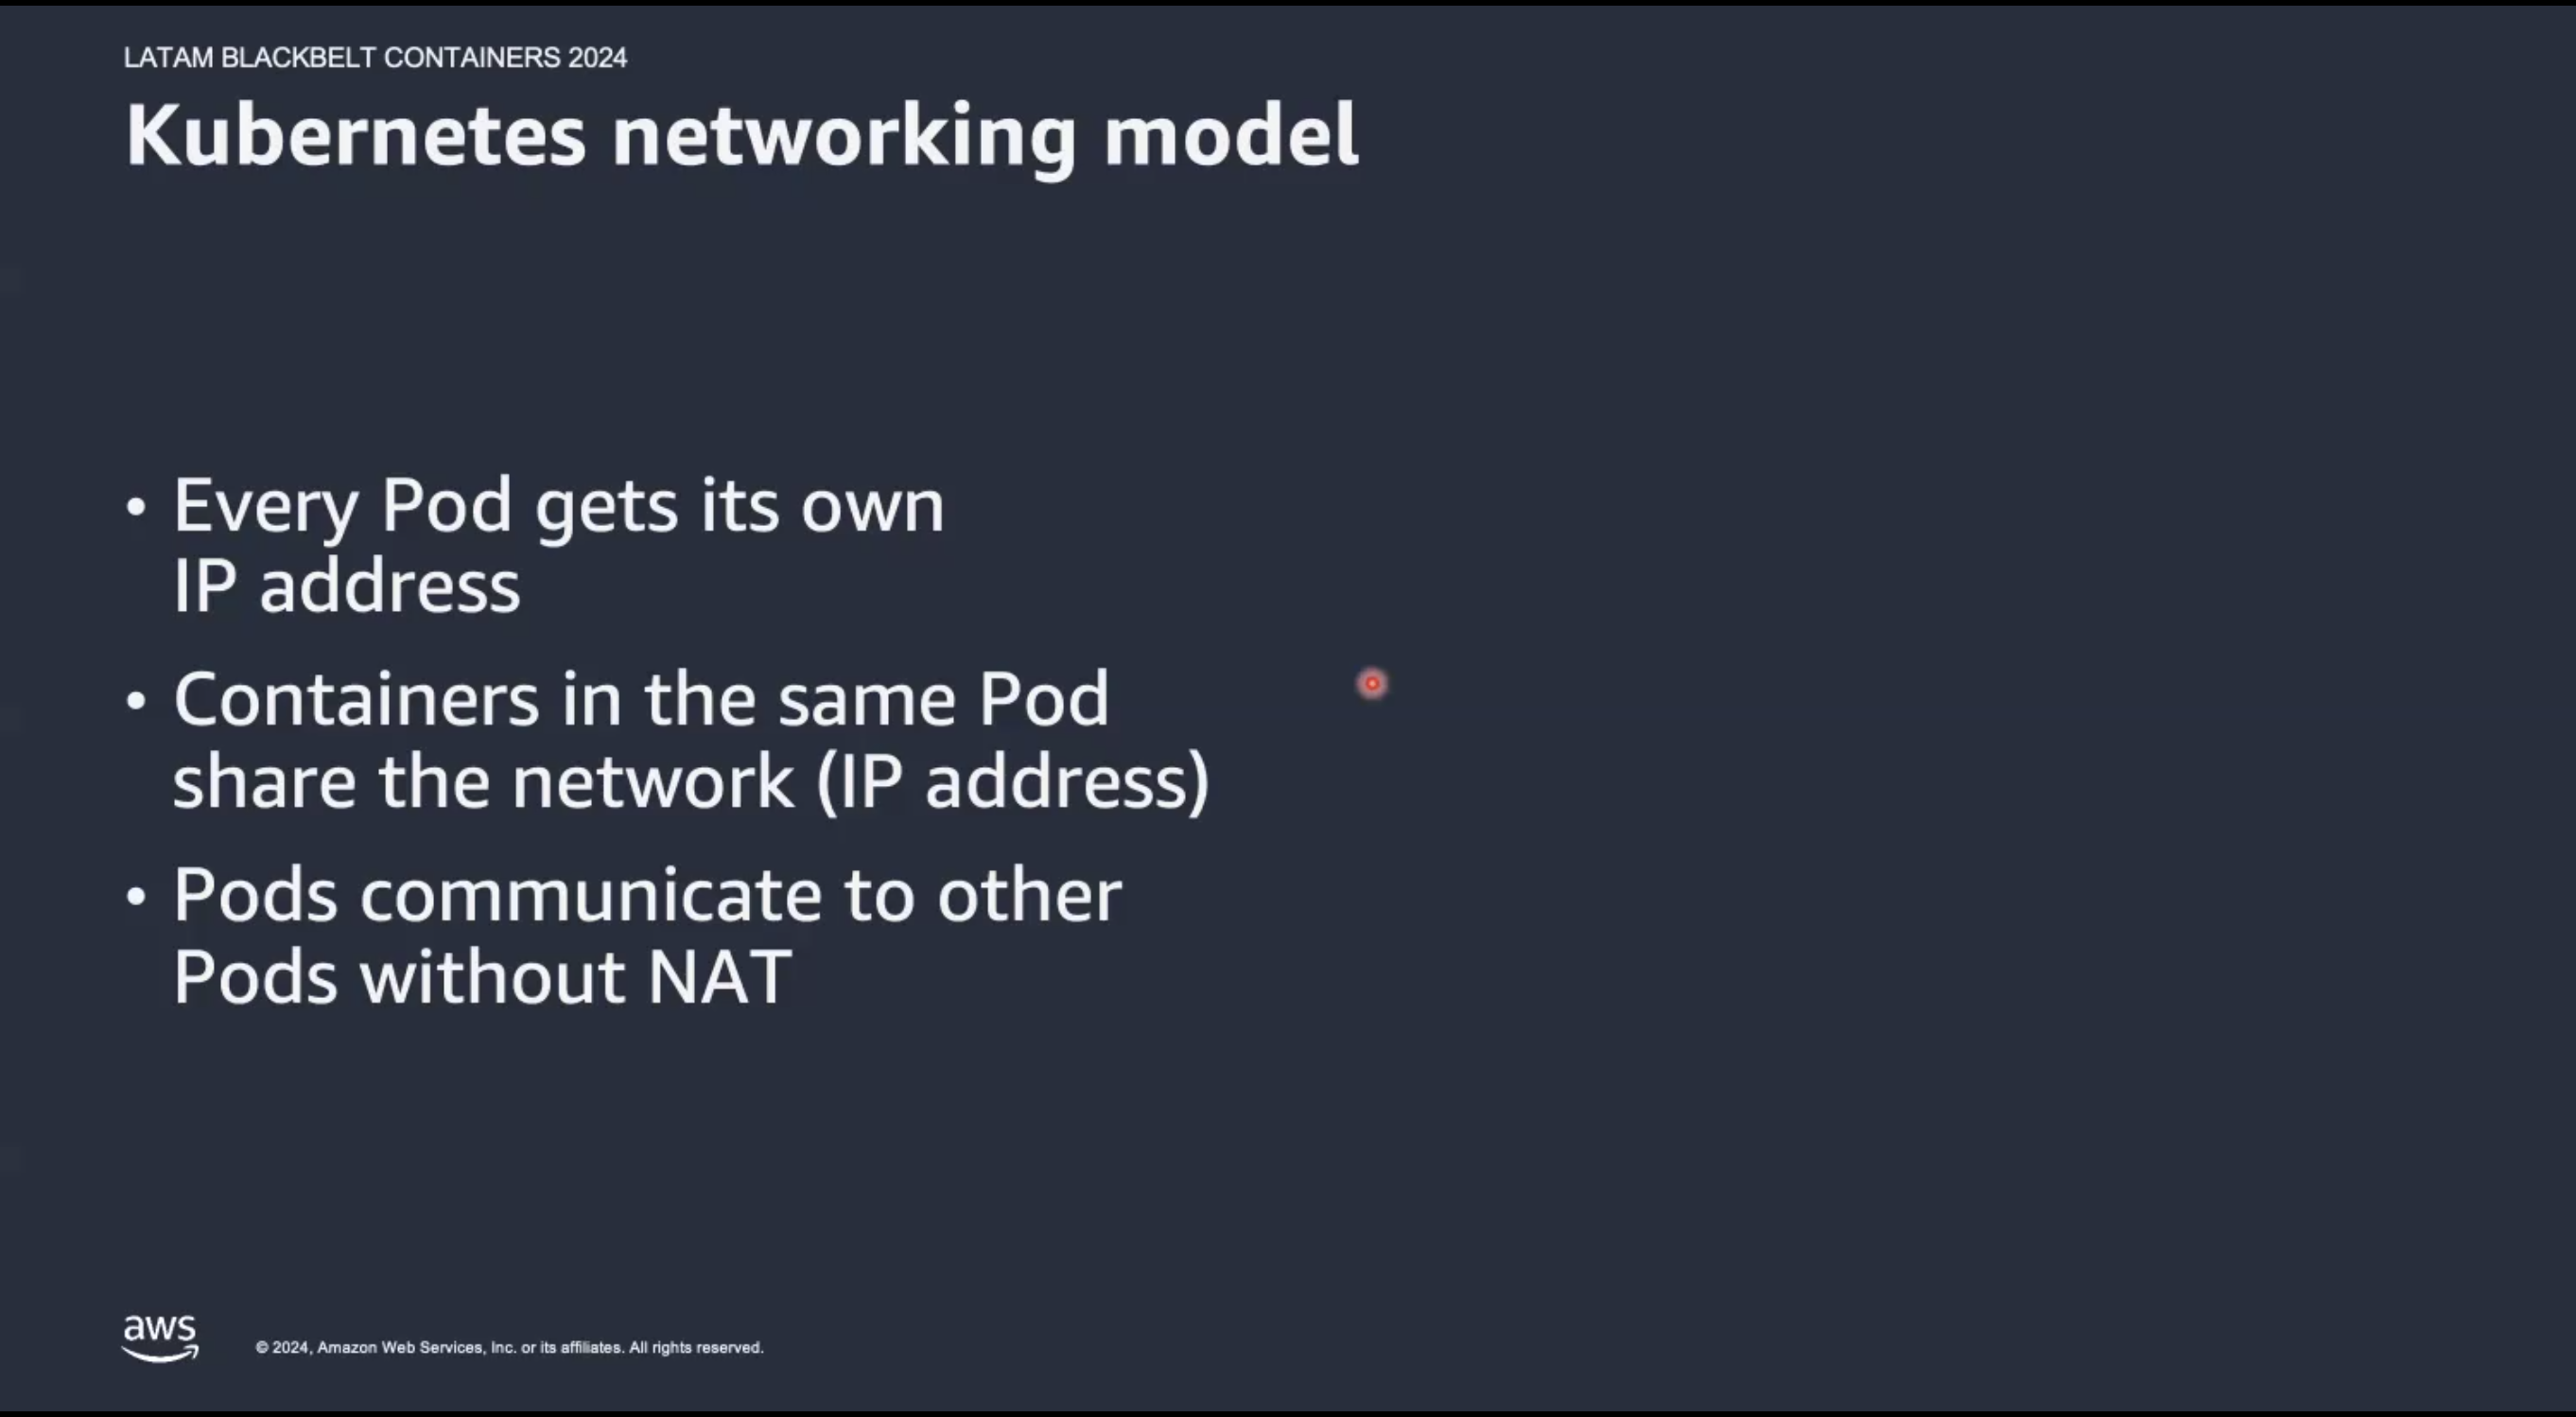 LATAM BLACKBELT CONTAINERS 2024
Kubernetes networking model
• Every Pod gets its own
IP address
• Containers in the same Pod
share the network (IP address)
• Pods communicate to other
Pods without NAT
aws
© 2024, Amazon Web Services, Inc. or its affiliates. All rights reserved.